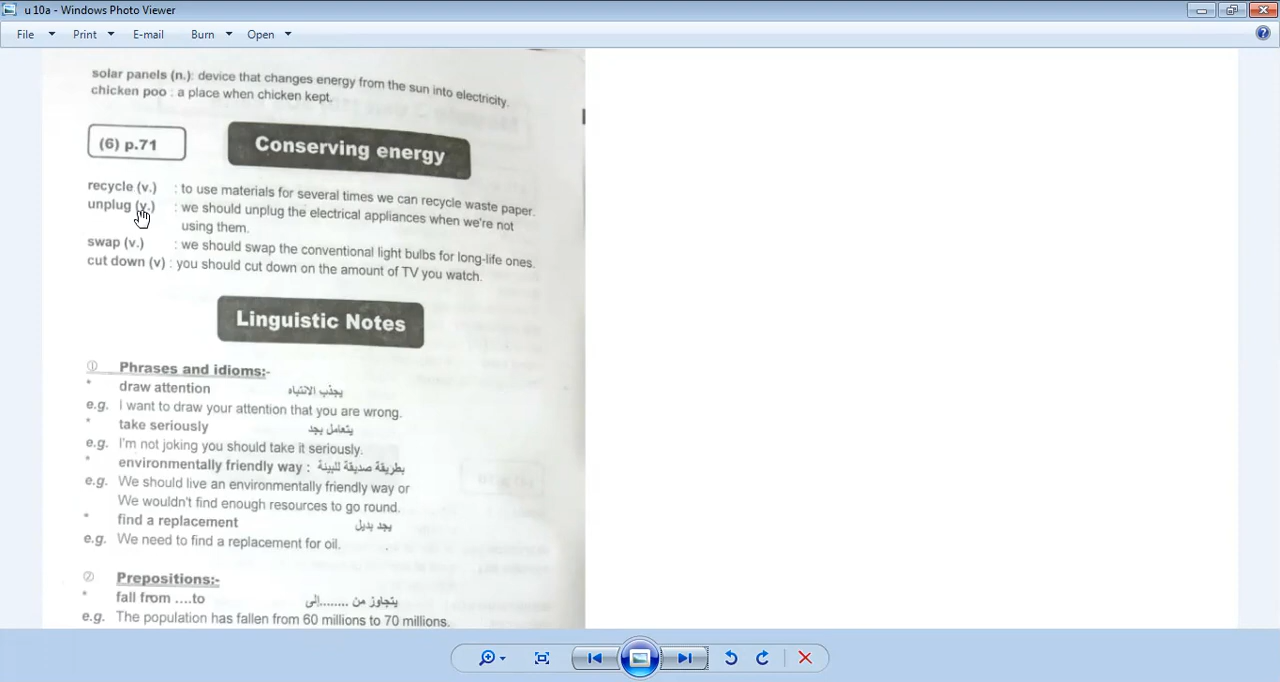 u 10a - Windows Photo Viewer
File Print E-mail Burn Open
solar panels (n.): device that changes energy from the sun into electricity.
chicken poo : a place when chicken kept.
(6) p.71
Conserving energy
recycle (v.) : to use materials for several times we can recycle waste paper.
unplug (v.) : we should unplug the electrical appliances when we're not
using them.
swap (v.) : we should swap the conventional light bulbs for long-life ones.
cut down (v) : you should cut down on the amount of TV you watch.
Linguistic Notes
① Phrases and idioms:-
* draw attention يجذب الانتباه
e.g. I want to draw your attention that you are wrong.
* take seriously يتعامل بجد
e.g. I'm not joking you should take it seriously.
* environmentally friendly way : بطريقة صديقة للبيئة
e.g. We should live an environmentally friendly way or
We wouldn't find enough resources to go round.
* find a replacement يجد بديل
e.g. We need to find a replacement for oil.
② Prepositions:-
* fall from ....to يتجاوز من ........إلى
e.g. The population has fallen from 60 millions to 70 millions.